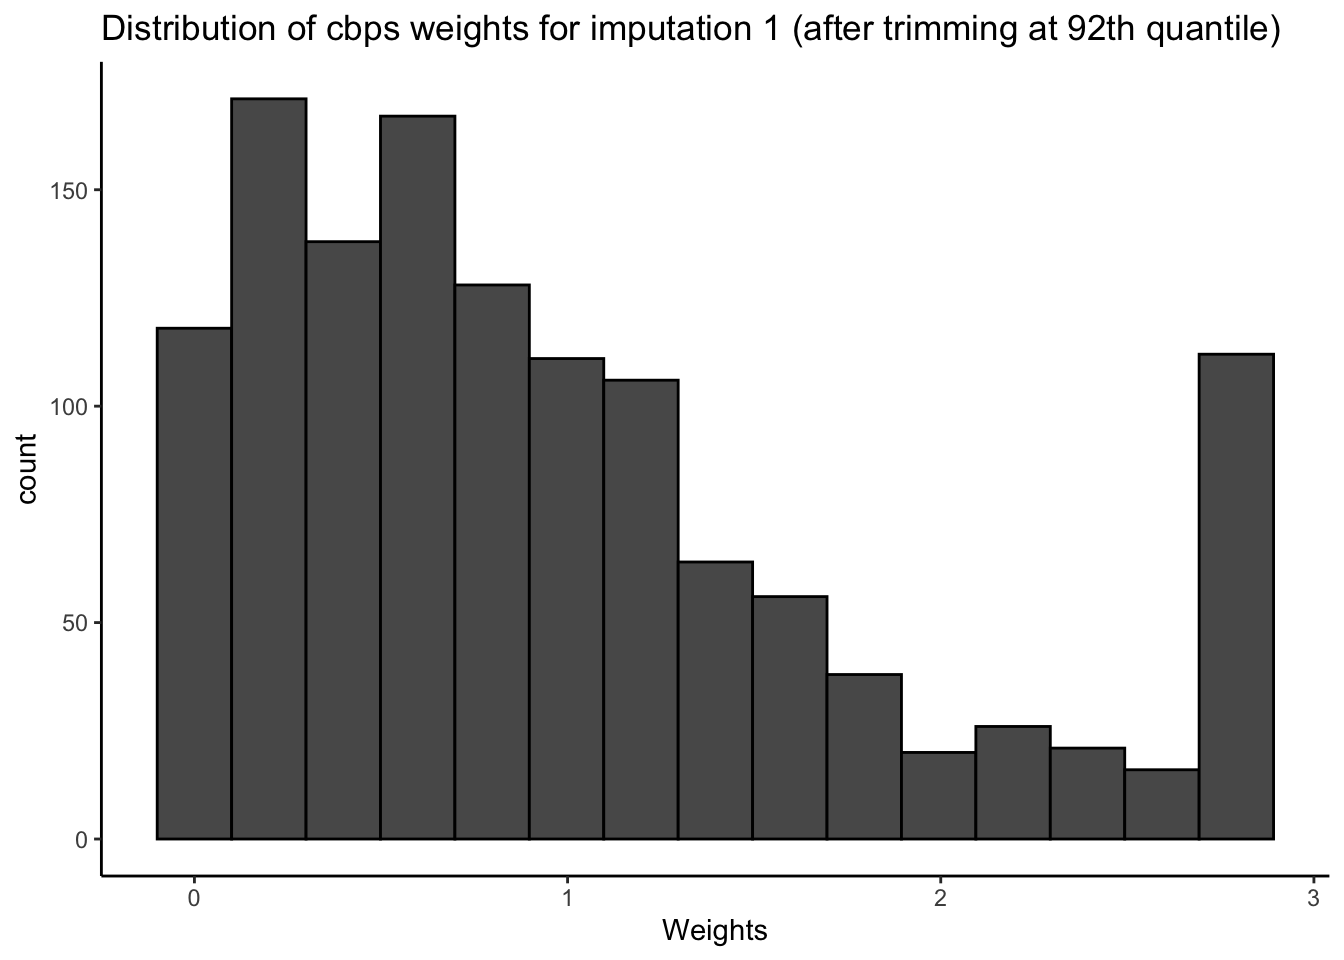 Distribution of cbps weights for imputation 1 (after trimming at 92th quantile)
150
100
50
0
count
0 1 2 3
Weights